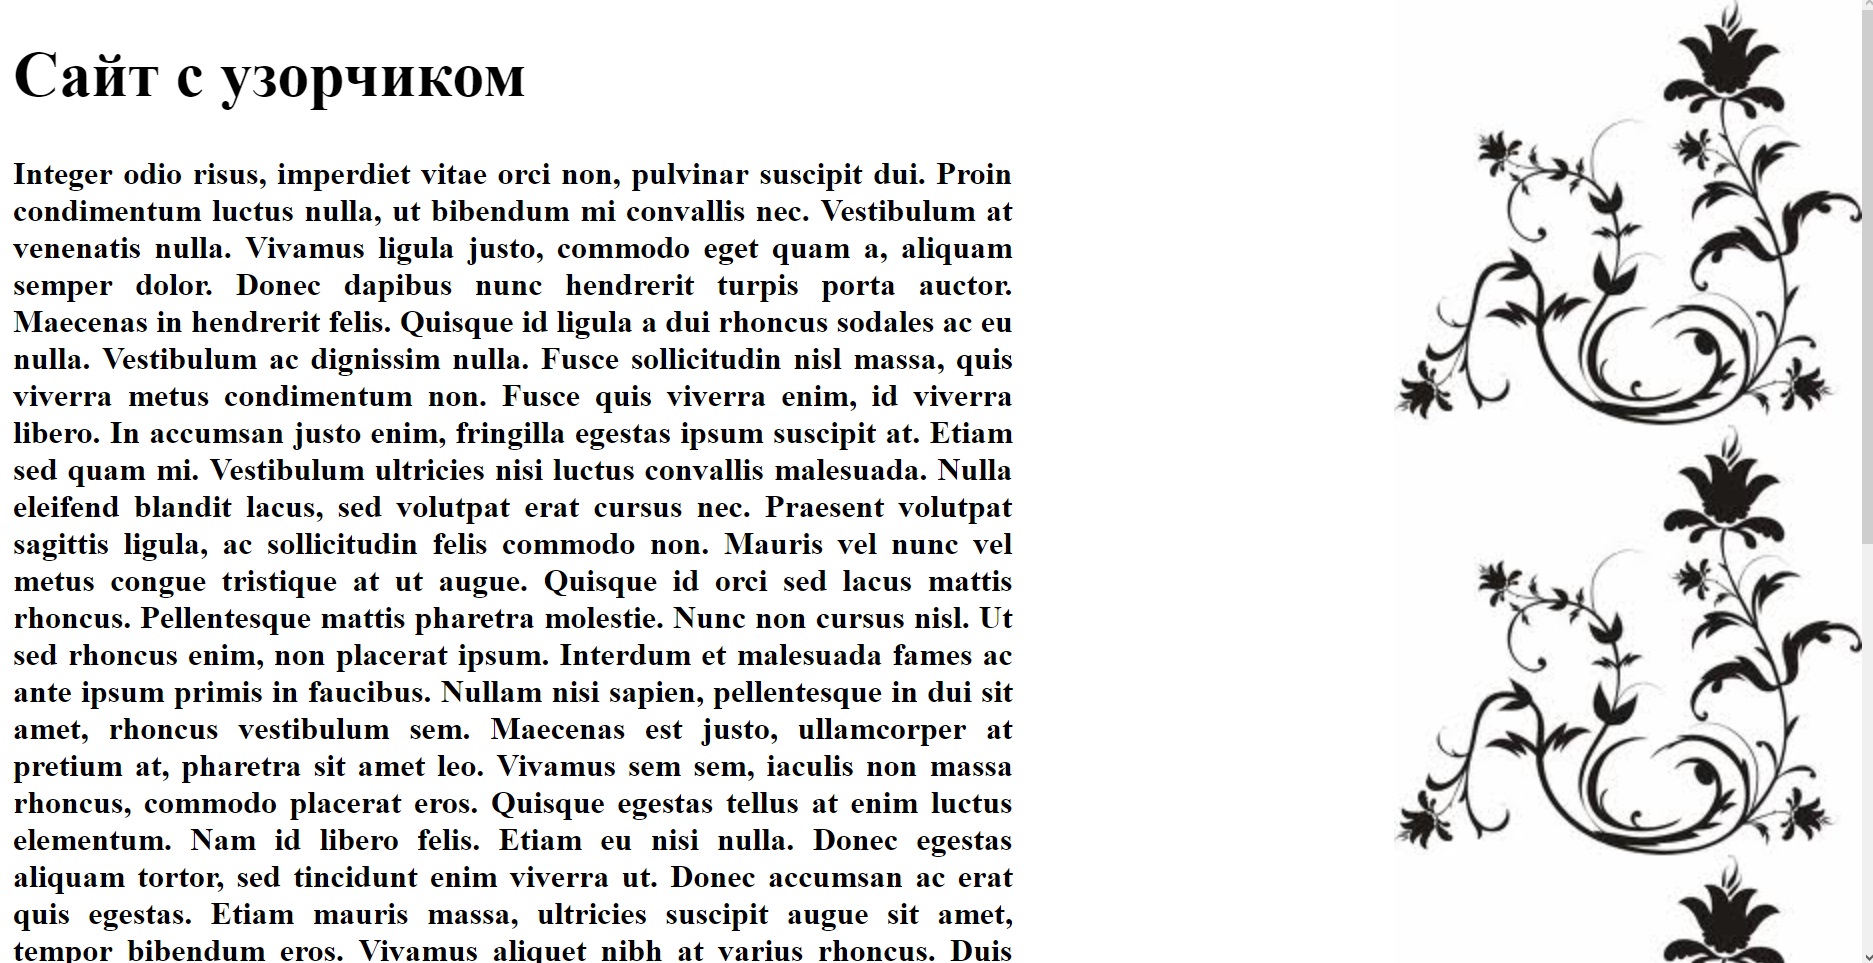 Сайт с узорчиком
Integer odio risus, imperdiet vitae orci non, pulvinar suscipit dui. Proin
condimentum luctus nulla, ut bibendum mi convallis nec. Vestibulum at
venenatis nulla. Vivamus ligula justo, commodo eget quam a, aliquam
semper dolor. Donec dapibus nunc hendrerit turpis porta auctor.
Maecenas in hendrerit felis. Quisque id ligula a dui rhoncus sodales ac eu
nulla. Vestibulum ac dignissim nulla. Fusce sollicitudin nisl massa, quis
viverra metus condimentum non. Fusce quis viverra enim, id viverra
libero. In accumsan justo enim, fringilla egestas ipsum suscipit at. Etiam
sed quam mi. Vestibulum ultricies nisi luctus convallis malesuada. Nulla
eleifend blandit lacus, sed volutpat erat cursus nec. Praesent volutpat
sagittis ligula, ac sollicitudin felis commodo non. Mauris vel nunc vel
metus congue tristique at ut augue. Quisque id orci sed lacus mattis
rhoncus. Pellentesque mattis pharetra molestie. Nunc non cursus nisl. Ut
sed rhoncus enim, non placerat ipsum. Interdum et malesuada fames ac
ante ipsum primis in faucibus. Nullam nisi sapien, pellentesque in dui sit
amet, rhoncus vestibulum sem. Maecenas est justo, ullamcorper at
pretium at, pharetra sit amet leo. Vivamus sem sem, iaculis non massa
rhoncus, commodo placerat eros. Quisque egestas tellus at enim luctus
elementum. Nam id libero felis. Etiam eu nisi nulla. Donec egestas
aliquam tortor, sed tincidunt enim viverra ut. Donec accumsan ac erat
quis egestas. Etiam mauris massa, ultricies suscipit augue sit amet,
tempor bibendum eros. Vivamus aliquet nibh at varius rhoncus. Duis